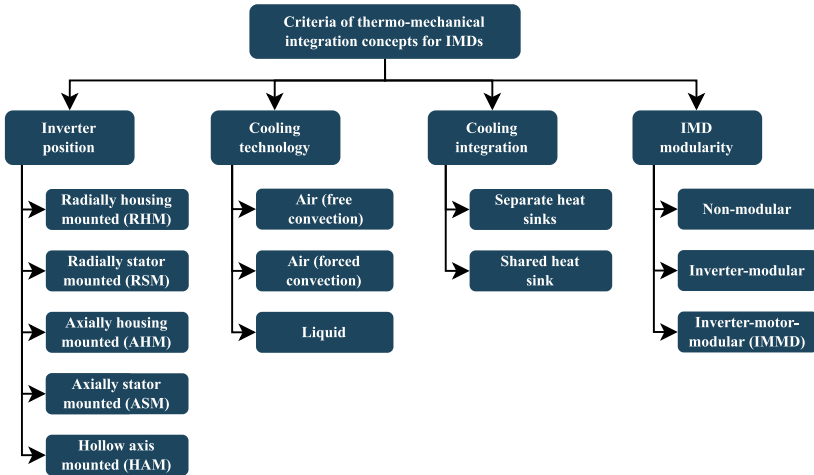 Criteria of thermo-mechanical
integration concepts for IMDs
Inverter
position
Radially housing
mounted (RHM)
Radially stator
mounted (RSM)
Axially housing
mounted (AHM)
Axially stator
mounted (ASM)
Hollow axis
mounted (HAM)
Cooling
technology
Air (free
convection)
Air (forced
convection)
Liquid
Cooling
integration
Separate heat
sinks
Shared heat
sink
IMD
modularity
Non-modular
Inverter-modular
Inverter-motor-
modular (IMMD)